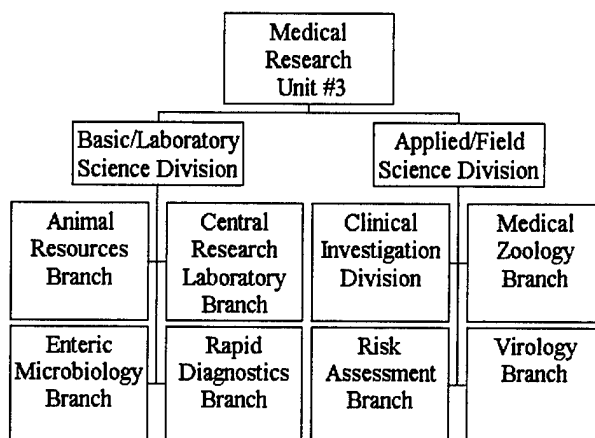 Medical
Research
Unit #3
Basic/Laboratory
Science Division
Applied/Field
Science Division
Animal
Resources
Branch
Central
Research
Laboratory
Branch
Clinical
Investigation
Division
Medical
Zoology
Branch
Enteric
Microbiology
Branch
Rapid
Diagnostics
Branch
Risk
Assessment
Branch
Virology
Branch